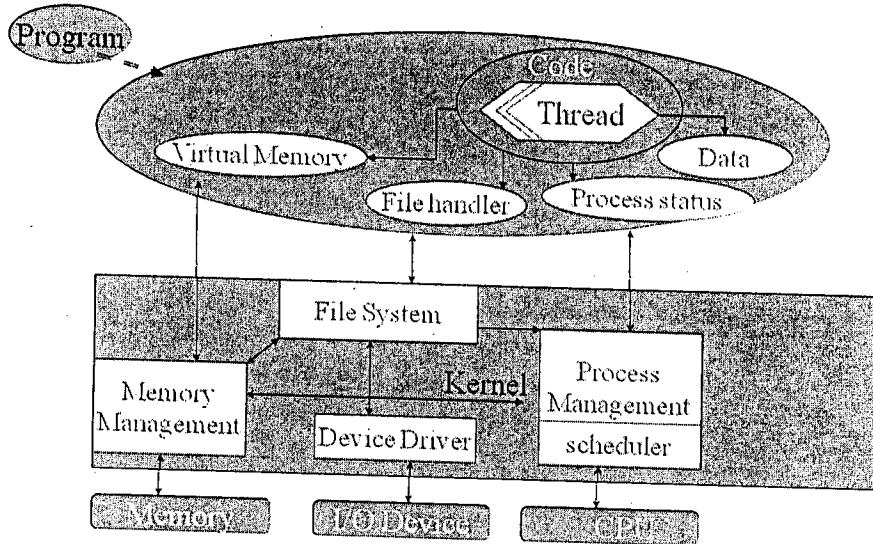 Program
Code
Thread
Virtual Memory
Data
File handler
Process status
File System
Kernel
Memory
Management
Process
Management
Device Driver
scheduler
Memory
I/O Device
CPU